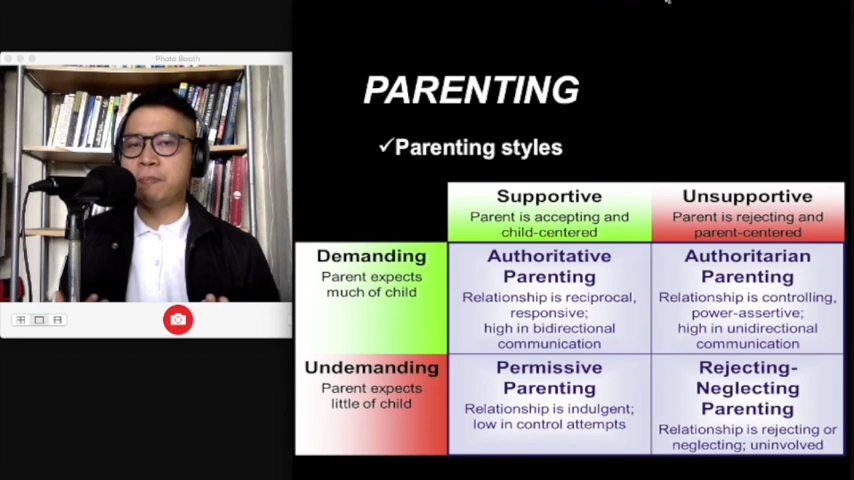 Photo Booth
PARENTING
✓Parenting styles
Supportive
Parent is accepting and
child-centered
Unsupportive
Parent is rejecting and
parent-centered
Demanding
Parent expects
much of child
Authoritative
Parenting
Relationship is reciprocal,
responsive;
high in bidirectional
communication
Authoritarian
Parenting
Relationship is controlling,
power-assertive;
high in unidirectional
communication
Undemanding
Parent expects
little of child
Permissive
Parenting
Relationship is indulgent;
low in control attempts
Rejecting-
Neglecting
Parenting
Relationship is rejecting or
neglecting; uninvolved